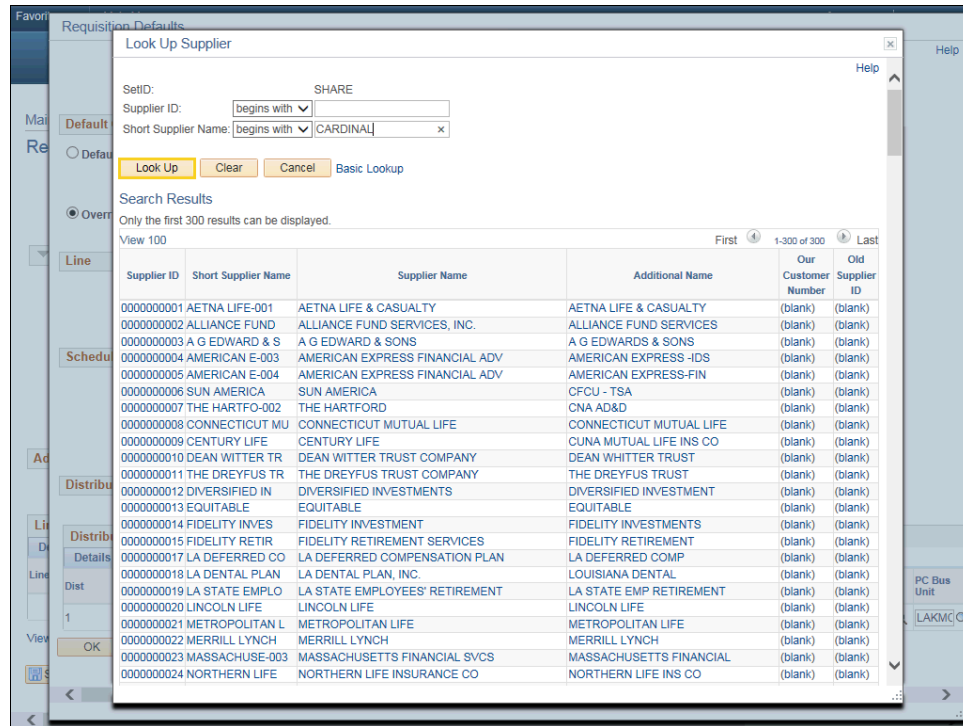 Favori
Requisition Defaults
Look Up Supplier
Help
Help
SetID: SHARE
Supplier ID: begins with
Short Supplier Name: begins with CARDINAL
Mai
Default
Re
Defau
Look Up Clear Cancel Basic Lookup
Search Results
Overr
Only the first 300 results can be displayed.
View 100 First 1-300 of 300 Last
Line
Supplier ID Short Supplier Name Supplier Name Additional Name Our Customer Number Old Supplier ID
0000000001 AETNA LIFE-001 AETNA LIFE & CASUALTY AETNA LIFE & CASUALTY (blank) (blank)
0000000002 ALLIANCE FUND ALLIANCE FUND SERVICES, INC. ALLIANCE FUND SERVICES (blank) (blank)
0000000003 A G EDWARD & S A G EDWARD & SONS A G EDWARDS & SONS (blank) (blank)
Schedul
0000000004 AMERICAN E-003 AMERICAN EXPRESS FINANCIAL ADV AMERICAN EXPRESS -IDS (blank) (blank)
0000000005 AMERICAN E-004 AMERICAN EXPRESS FINANCIAL ADV AMERICAN EXPRESS-FIN (blank) (blank)
0000000006 SUN AMERICA SUN AMERICA CFCU - TSA (blank) (blank)
0000000007 THE HARTFO-002 THE HARTFORD CNA AD&D (blank) (blank)
0000000008 CONNECTICUT MU CONNECTICUT MUTUAL LIFE CONNECTICUT MUTUAL LIFE (blank) (blank)
0000000009 CENTURY LIFE CENTURY LIFE CUNA MUTUAL LIFE INS CO (blank) (blank)
Ad
0000000010 DEAN WITTER TR DEAN WITTER TRUST COMPANY DEAN WHITTER TRUST (blank) (blank)
0000000011 THE DREYFUS TR THE DREYFUS TRUST COMPANY THE DREYFUS TRUST (blank) (blank)
Distribu
0000000012 DIVERSIFIED IN DIVERSIFIED INVESTMENTS DIVERSIFIED INVESTMENT (blank) (blank)
0000000013 EQUITABLE EQUITABLE EQUITABLE (blank) (blank)
Li
0000000014 FIDELITY INVES FIDELITY INVESTMENT FIDELITY INVESTMENTS (blank) (blank)
Distrib
0000000015 FIDELITY RETIR FIDELITY RETIREMENT SERVICES FIDELITY RETIREMENT (blank) (blank)
De
Details
0000000017 LA DEFERRED CO LA DEFERRED COMPENSATION PLAN LA DEFERRED COMP (blank) (blank)
Line
0000000018 LA DENTAL PLAN LA DENTAL PLAN, INC. LOUISIANA DENTAL (blank) (blank)
Dist
PC Bus Unit
0000000019 LA STATE EMPLO LA STATE EMPLOYEES' RETIREMENT LA STATE EMP RETIREMENT (blank) (blank)
0000000020 LINCOLN LIFE LINCOLN LIFE LINCOLN LIFE (blank) (blank)
1
LAKMC
0000000021 METROPOLITAN L METROPOLITAN LIFE METROPOLITAN LIFE (blank) (blank)
View
OK
0000000022 MERRILL LYNCH MERRILL LYNCH MERRILL LYNCH (blank) (blank)
0000000023 MASSACHUSE-003 MASSACHUSETTS FINANCIAL SVCS MASSACHUSETTS FINANCIAL (blank) (blank)
S
0000000024 NORTHERN LIFE NORTHERN LIFE INSURANCE CO NORTHERN LIFE INS CO (blank) (blank)